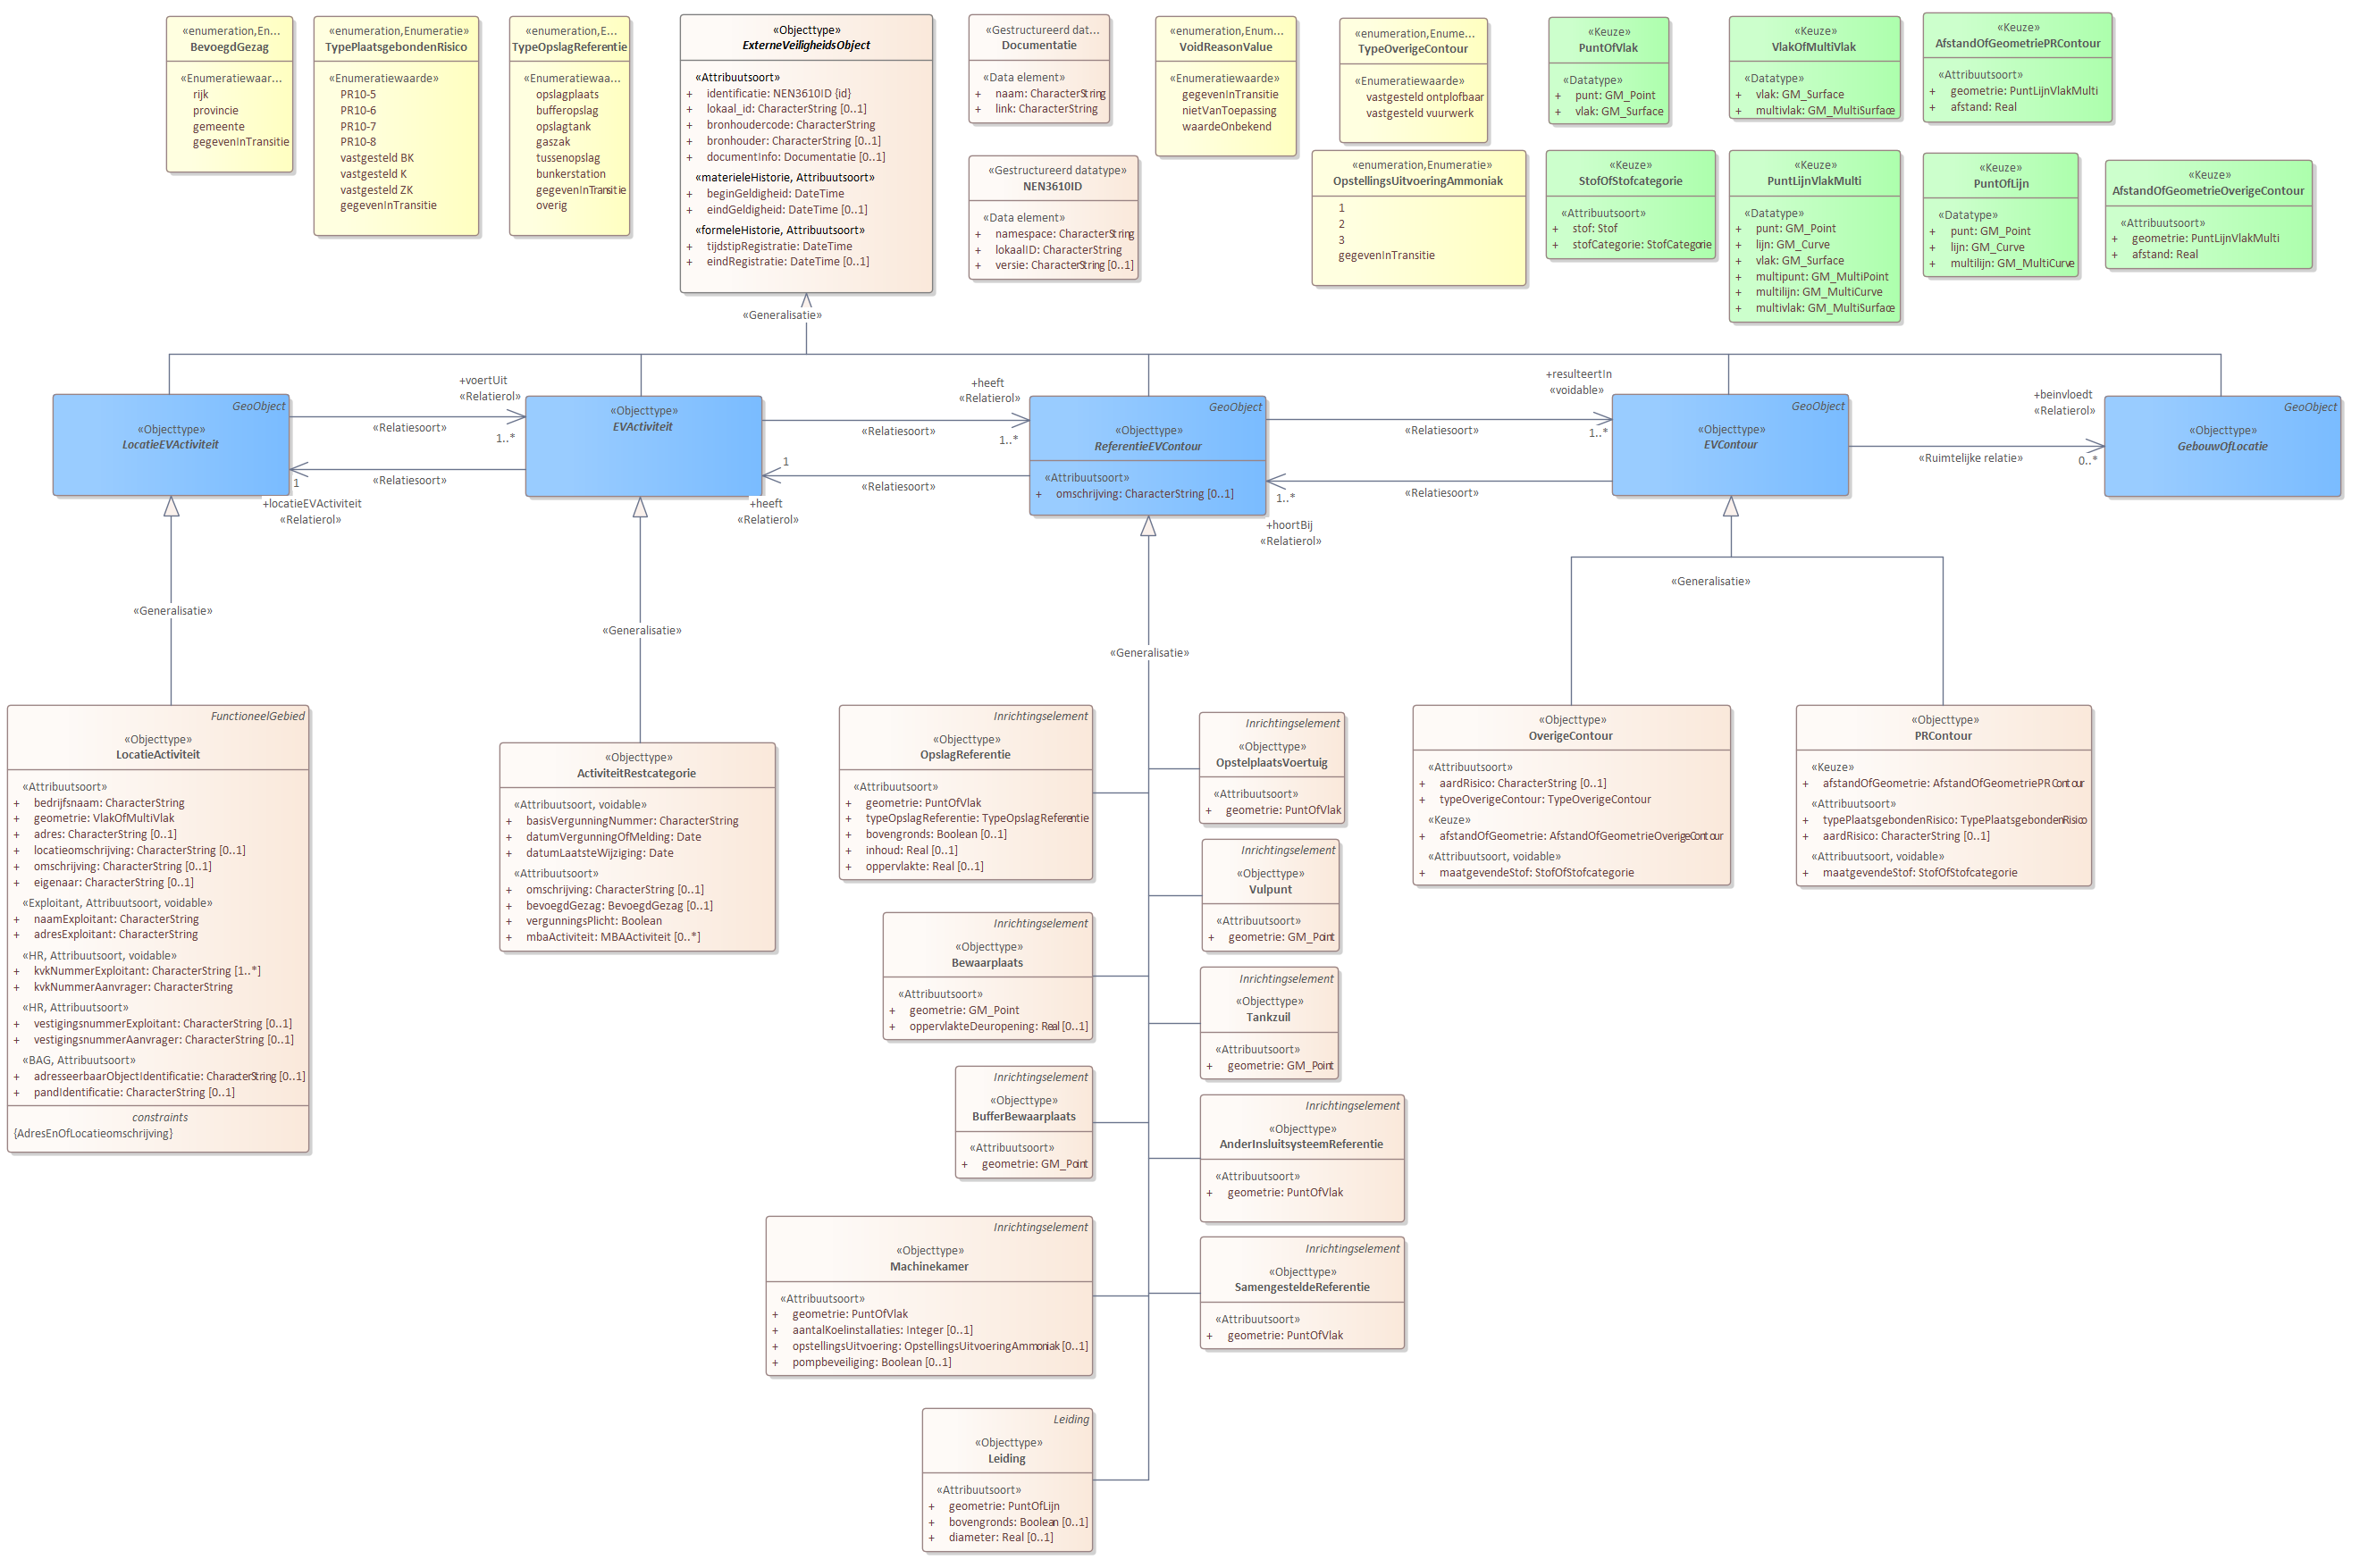 «enumeration,En...
BevoegdGezag
«Enumeratiewaar...
rijk
provincie
gemeente
gegevenInTransitie
«enumeration,Enumeratie»
TypePlaatsgebondenRisico
«Enumeratiewaarde»
PR10-5
PR10-6
PR10-7
PR10-8
vastgesteld BK
vastgesteld K
vastgesteld ZK
gegevenInTransitie
«enumeration,E...
TypeOpslagReferentie
«Enumeratiewaa...
opslagplaats
bufferopslag
opslagtank
gaszak
tussenopslag
bunkerstation
gegevenInTransitie
overig
«Objecttype»
ExterneVeiligheidsObject
«Attribuutsoort»
+ identificatie: NEN3610ID {id}
+ lokaal_id: CharacterString [0..1]
+ bronhoudercode: CharacterString
+ bronhouder: CharacterString [0..1]
+ documentInfo: Documentatie [0..1]
«materieleHistorie, Attribuutsoort»
+ beginGeldigheid: DateTime
+ eindGeldigheid: DateTime [0..1]
«formeleHistorie, Attribuutsoort»
+ tijdstipRegistratie: DateTime
+ eindRegistratie: DateTime [0..1]
«Gestructureerd dat...
Documentatie
«Data element»
+ naam: CharacterString
+ link: CharacterString
«Gestructureerd datatype»
NEN3610ID
«Data element»
+ namespace: CharacterString
+ lokaalID: CharacterString
+ versie: CharacterString [0..1]
«enumeration,Enum...
VoidReasonValue
«Enumeratiewaarde»
gegevenInTransitie
nietVanToepassing
waardeOnbekend
«enumeration,Enume...
TypeOverigeContour
«Enumeratiewaarde»
vastgesteld ontplofbaar
vastgesteld vuurwerk
«enumeration,Enumeratie»
OpstellingsUitvoeringAmmoniak
1
2
3
gegevenInTransitie
«Keuze»
PuntOfVlak
«Datatype»
+ punt: GM_Point
+ vlak: GM_Surface
«Keuze»
VlakOfMultiVlak
«Datatype»
+ vlak: GM_Surface
+ multivlak: GM_MultiSurface
«Keuze»
AfstandOfGeometriePRContour
«Attribuutsoort»
+ geometrie: PuntLijnVlakMulti
+ afstand: Real
«Keuze»
StofOfStofcategorie
«Attribuutsoort»
+ stof: Stof
+ stofCategorie: StofCategorie
«Keuze»
PuntLijnVlakMulti
«Datatype»
+ punt: GM_Point
+ lijn: GM_Curve
+ vlak: GM_Surface
+ multipunt: GM_MultiPoint
+ multilijn: GM_MultiCurve
+ multivlak: GM_MultiSurface
«Keuze»
PuntOfLijn
«Datatype»
+ punt: GM_Point
+ lijn: GM_Curve
+ multilijn: GM_MultiCurve
«Keuze»
AfstandOfGeometrieOverigeContour
«Attribuutsoort»
+ geometrie: PuntLijnVlakMulti
+ afstand: Real
«Generalisatie»
GeoObject
«Objecttype»
LocatieEVActiviteit
+voertUit
«Relatierol»
«Relatiesoort»
1..*
«Relatiesoort»
1
+locatieEVActiviteit
«Relatierol»
«Objecttype»
EVActiviteit
+heeft
«Relatierol»
«Relatiesoort»
1..*
1
«Relatiesoort»
+heeft
«Relatierol»
GeoObject
«Objecttype»
ReferentieEVContour
«Attribuutsoort»
+ omschrijving: CharacterString [0..1]
+resulteertIn
«voidable»
«Relatiesoort»
1..*
1..*
«Relatiesoort»
+hoortBij
«Relatierol»
GeoObject
«Objecttype»
EVContour
+beinvloedt
«Relatierol»
«Ruimtelijke relatie»
0..*
GeoObject
«Objecttype»
GebouwOfLocatie
«Generalisatie»
«Generalisatie»
«Generalisatie»
«Generalisatie»
FunctioneelGebied
«Objecttype»
LocatieActiviteit
«Attribuutsoort»
+ bedrijfsnaam: CharacterString
+ geometrie: VlakOfMultiVlak
+ adres: CharacterString [0..1]
+ locatieomschrijving: CharacterString [0..1]
+ omschrijving: CharacterString [0..1]
+ eigenaar: CharacterString [0..1]
«Exploitant, Attribuutsoort, voidable»
+ naamExploitant: CharacterString
+ adresExploitant: CharacterString
«HR, Attribuutsoort, voidable»
+ kvkNummerExploitant: CharacterString [1..*]
+ kvkNummerAanvrager: CharacterString
«HR, Attribuutsoort»
+ vestigingsnummerExploitant: CharacterString [0..1]
+ vestigingsnummerAanvrager: CharacterString [0..1]
«BAG, Attribuutsoort»
+ adresseerbaarObjectIdentificatie: CharacterString [0..1]
+ pandIdentificatie: CharacterString [0..1]
constraints
{AdresEnOfLocatieomschrijving}
«Objecttype»
ActiviteitRestcategorie
«Attribuutsoort, voidable»
+ basisVergunningNummer: CharacterString
+ datumVergunningOfMelding: Date
+ datumLaatsteWijziging: Date
«Attribuutsoort»
+ omschrijving: CharacterString [0..1]
+ bevoegdGezag: BevoegdGezag [0..1]
+ vergunningsPlicht: Boolean
+ mbaActiviteit: MBAActiviteit [0..*]
Inrichtingselement
«Objecttype»
OpslagReferentie
«Attribuutsoort»
+ geometrie: PuntOfVlak
+ typeOpslagReferentie: TypeOpslagReferentie
+ bovengronds: Boolean [0..1]
+ inhoud: Real [0..1]
+ oppervlakte: Real [0..1]
Inrichtingselement
«Objecttype»
Bewaarplaats
«Attribuutsoort»
+ geometrie: GM_Point
+ oppervlakteDeuropening: Real [0..1]
Inrichtingselement
«Objecttype»
BufferBewaarplaats
«Attribuutsoort»
+ geometrie: GM_Point
Inrichtingselement
«Objecttype»
Machinekamer
«Attribuutsoort»
+ geometrie: PuntOfVlak
+ aantalKoelinstallaties: Integer [0..1]
+ opstellingsUitvoering: OpstellingsUitvoeringAmmoniak [0..1]
+ pompbeveiliging: Boolean [0..1]
Leiding
«Objecttype»
Leiding
«Attribuutsoort»
+ geometrie: PuntOfLijn
+ bovengronds: Boolean [0..1]
+ diameter: Real [0..1]
Inrichtingselement
«Objecttype»
OpstelplaatsVoertuig
«Attribuutsoort»
+ geometrie: PuntOfVlak
Inrichtingselement
«Objecttype»
Vulpunt
«Attribuutsoort»
+ geometrie: GM_Point
Inrichtingselement
«Objecttype»
Tankzuil
«Attribuutsoort»
+ geometrie: GM_Point
Inrichtingselement
«Objecttype»
AnderInsluitsysteemReferentie
«Attribuutsoort»
+ geometrie: PuntOfVlak
Inrichtingselement
«Objecttype»
SamengesteldeReferentie
«Attribuutsoort»
+ geometrie: PuntOfVlak
«Objecttype»
OverigeContour
«Attribuutsoort»
+ aardRisico: CharacterString [0..1]
+ typeOverigeContour: TypeOverigeContour
«Keuze»
+ afstandOfGeometrie: AfstandOfGeometrieOverigeContour
«Attribuutsoort, voidable»
+ maatgevendeStof: StofOfStofcategorie
«Objecttype»
PRContour
«Keuze»
+ afstandOfGeometrie: AfstandOfGeometriePRContour
«Attribuutsoort»
+ typePlaatsgebondenRisico: TypePlaatsgebondenRisico
+ aardRisico: CharacterString [0..1]
«Attribuutsoort, voidable»
+ maatgevendeStof: StofOfStofcategorie